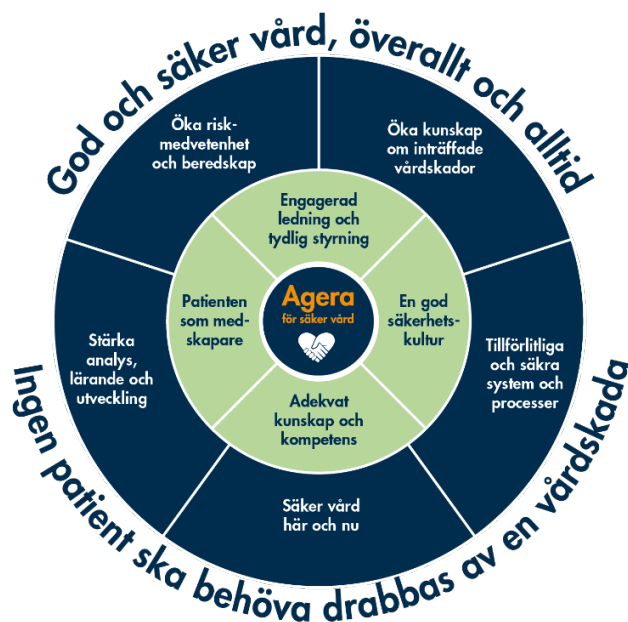 God och säker vård, överallt och alltid
Öka risk-
medvetenhet
och beredskap
Öka kunskap
om inträffade
vårdskador
Engagerad
ledning och
tydlig styrning
Patienten
som med-
skapare
Agera
för säker vård
En god
säkerhets-
kultur
Stärka
analys,
lärande och
utveckling
Tillförlitliga
och säkra
system och
processer
Adekvat
kunskap och
kompetens
Säker vård
här och nu
Ingen patient ska behöva drabbas av en vårdskada